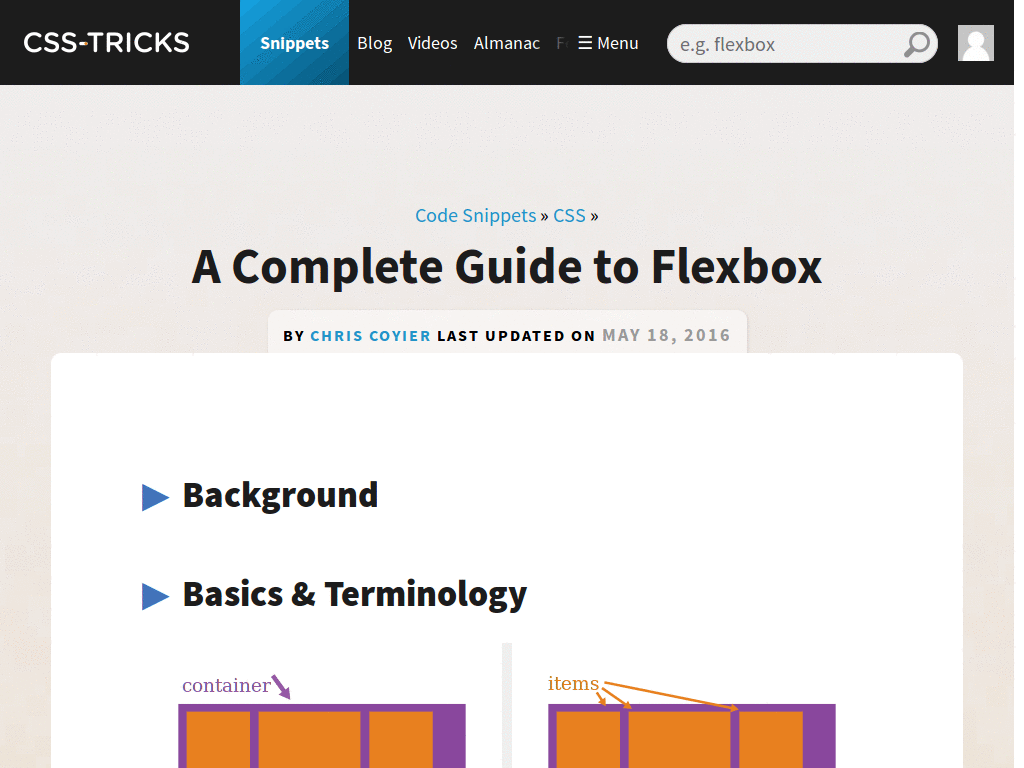 CSS-TRICKS
Snippets Blog Videos Almanac ☰ Menu
e.g. flexbox
Code Snippets » CSS »
A Complete Guide to Flexbox
BY CHRIS COYIER LAST UPDATED ON MAY 18, 2016
▶ Background
▶ Basics & Terminology
container
items